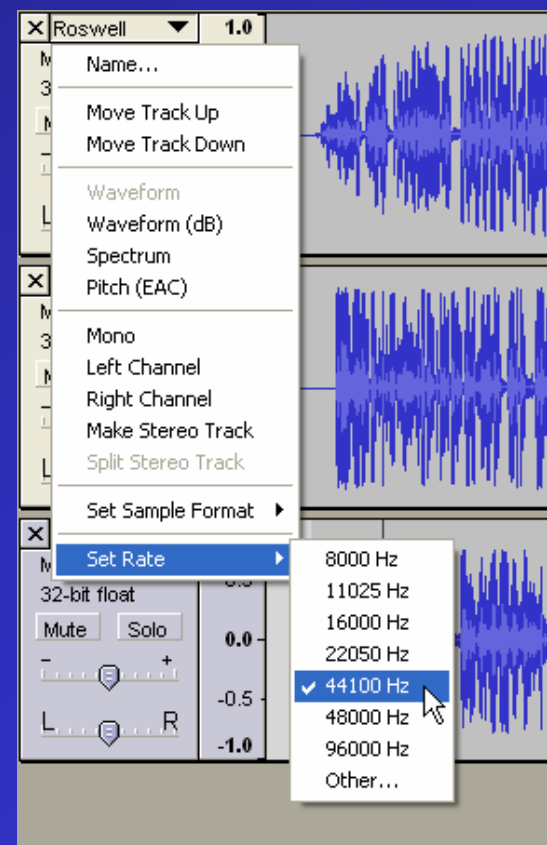 Roswell 1.0
Name...
Move Track Up
Move Track Down
Waveform
Waveform (dB)
Spectrum
Pitch (EAC)
Mono
Left Channel
Right Channel
Make Stereo Track
Split Stereo Track
Set Sample Format
Set Rate
8000 Hz
11025 Hz
16000 Hz
22050 Hz
44100 Hz
48000 Hz
96000 Hz
Other...
32-bit float
Mute Solo
0.0
- +
-0.5
L R
-1.0